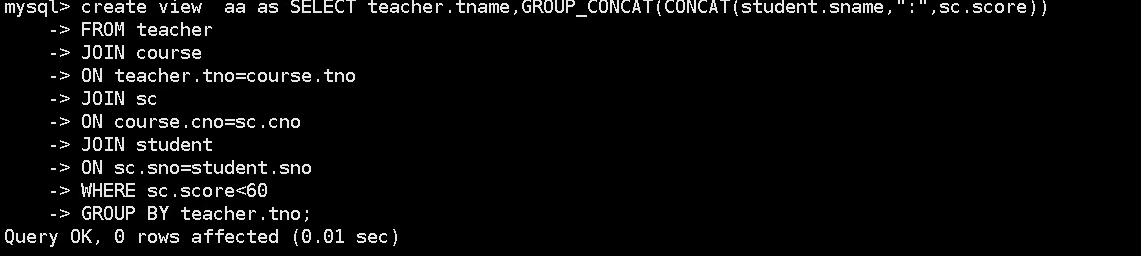 mysql> create view  aa as SELECT teacher.tname,GROUP_CONCAT(CONCAT(student.sname,":",sc.score))
    -> FROM teacher
    -> JOIN course
    -> ON teacher.tno=course.tno
    -> JOIN sc
    -> ON course.cno=sc.cno
    -> JOIN student
    -> ON sc.sno=student.sno
    -> WHERE sc.score<60
    -> GROUP BY teacher.tno;
Query OK, 0 rows affected (0.01 sec)